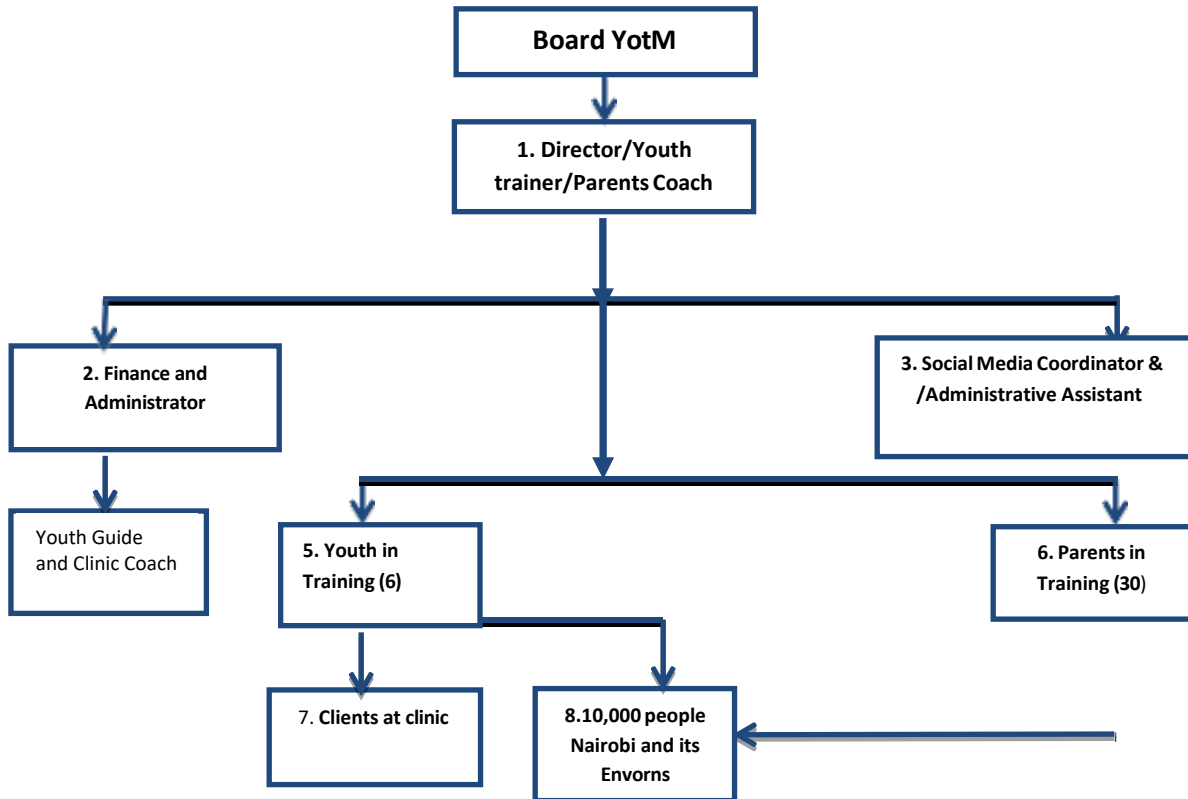 Board YotM
1. Director/Youth
trainer/Parents Coach
2. Finance and
Administrator
3. Social Media Coordinator &
/Administrative Assistant
Youth Guide
and Clinic Coach
5. Youth in
Training (6)
6. Parents in
Training (30)
7. Clients at clinic
8.10,000 people
Nairobi and its
Envorns